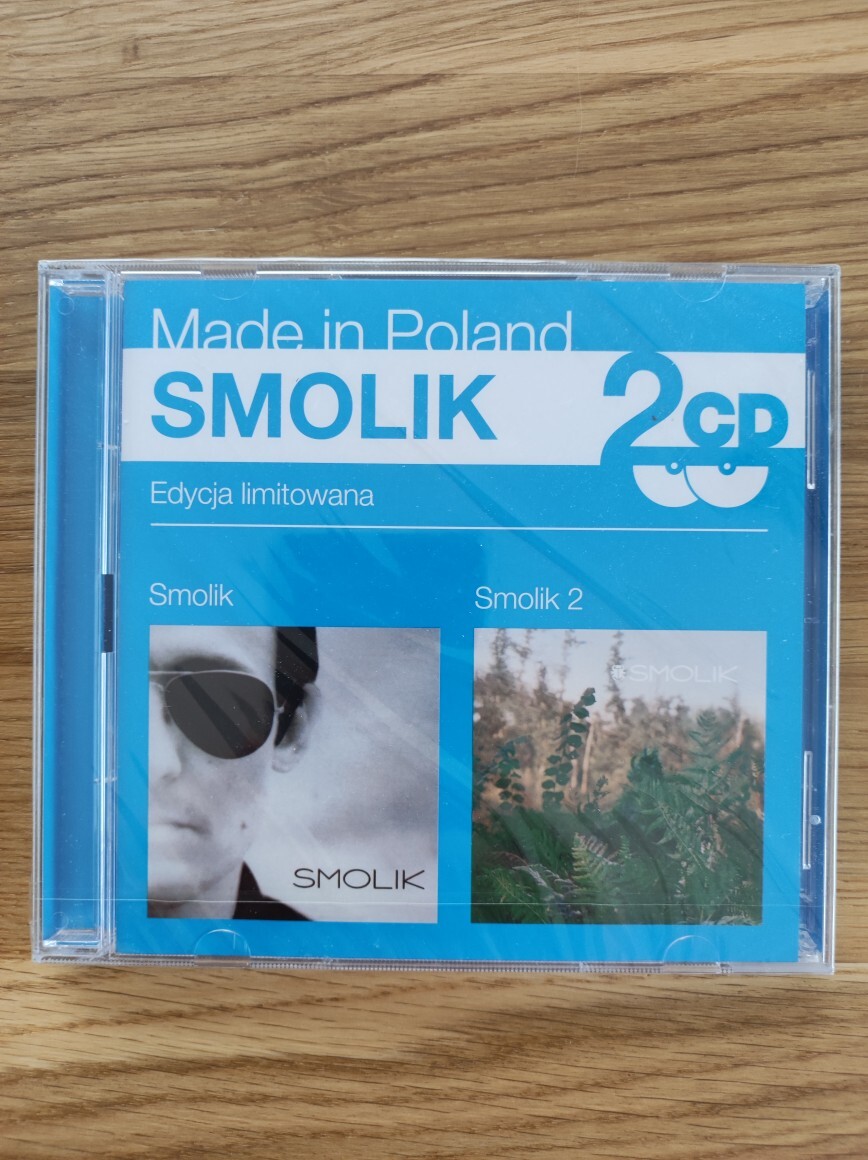 Made in Poland
SMOLIK
2CD
Edycja limitowana
Smolik
Smolik 2
SMOLIK
SMOLIK